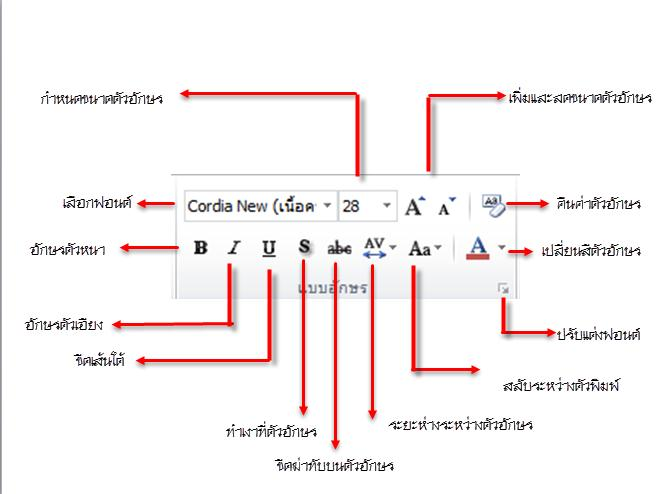 กำหนดขนาดตัวอักษร
เพิ่มและลดขนาดตัวอักษร
เลือกฟอนต์
Cordia New (เนื้อค
28
คืนค่าตัวอักษร
อักษรตัวหนา
B I U S abc AV Aa A
เปลี่ยนสีตัวอักษร
แบบอักษร
อักษรตัวเอียง
ปรับแต่งฟอนต์
ขีดเส้นใต้
สลับระหว่างตัวพิมพ์
ทำเงาที่ตัวอักษร
ระยะห่างระหว่างตัวอักษร
ขีดฆ่าทับบนตัวอักษร